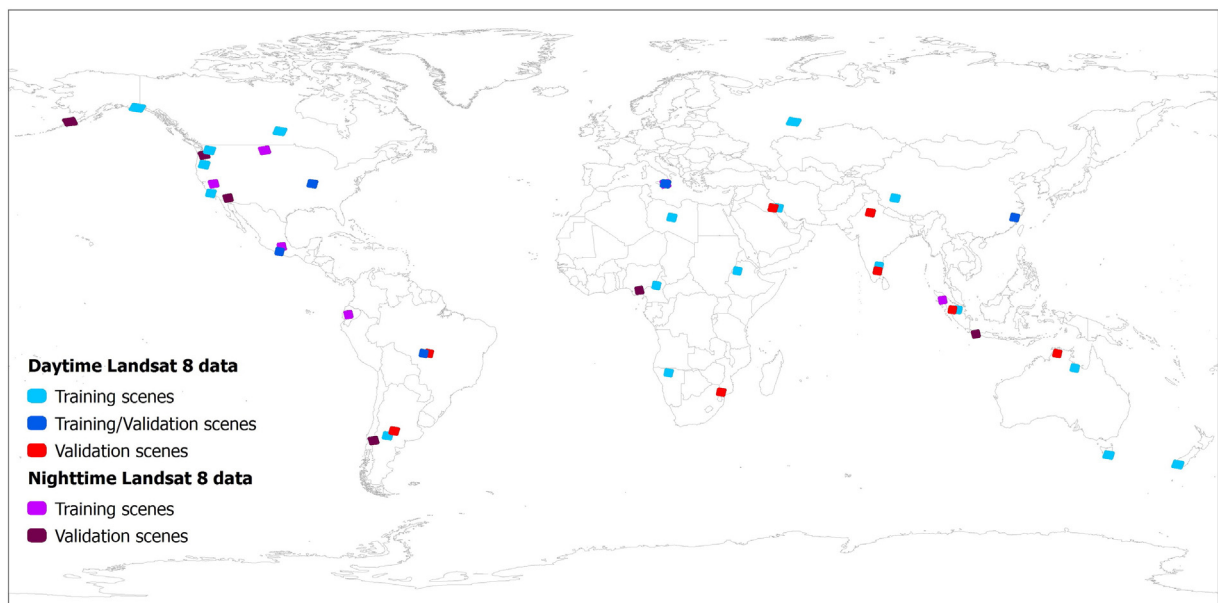 Daytime Landsat 8 data
Training scenes
Training/Validation scenes
Validation scenes
Nighttime Landsat 8 data
Training scenes
Validation scenes